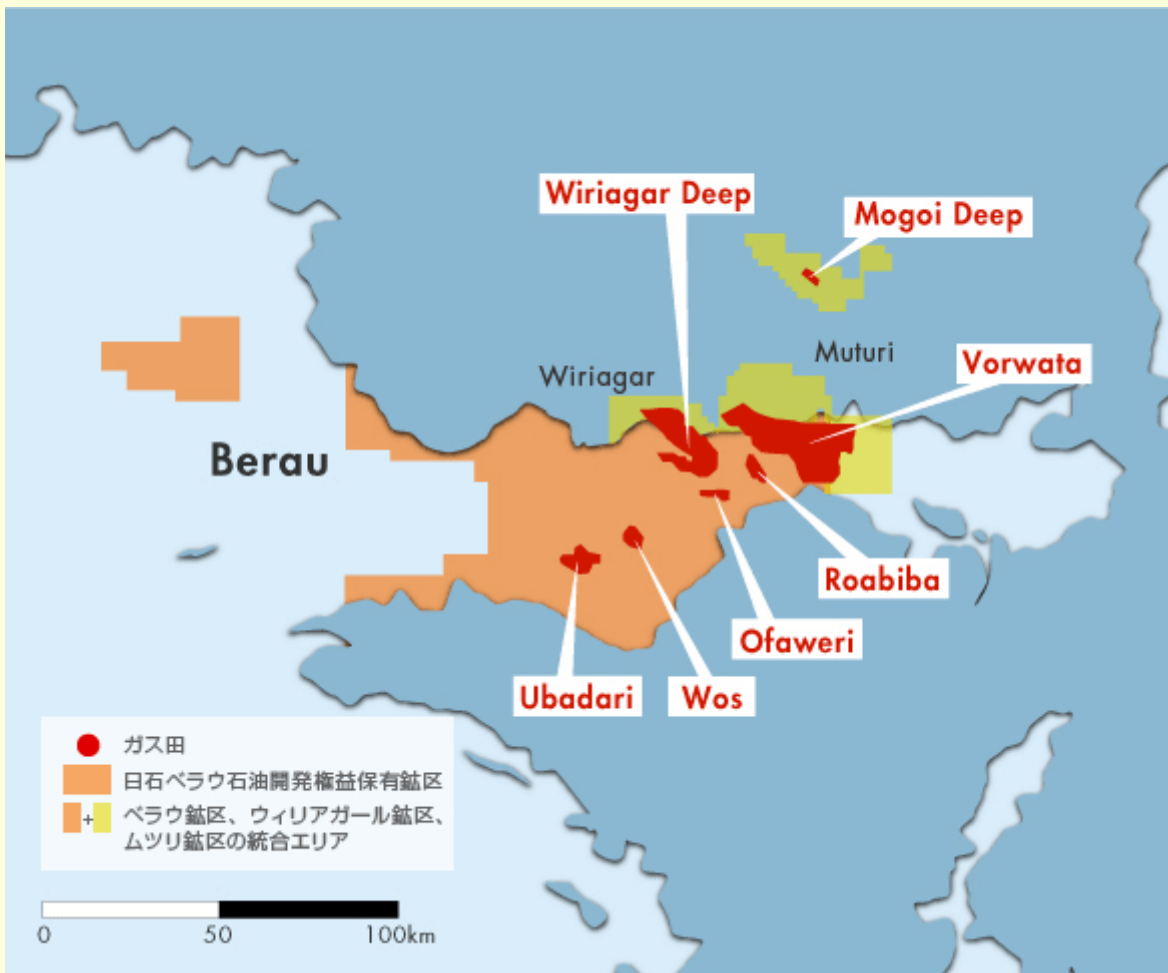 Wiriagar Deep
Mogoi Deep
Muturi
Vorwata
Wiriagar
Berau
Roabiba
Ofaweri
Ubadari
Wos
ガス田
日石ベラウ石油開発権益保有鉱区
+
ベラウ鉱区、ウィリアガール鉱区、
ムツリ鉱区の統合エリア
0 50 100km